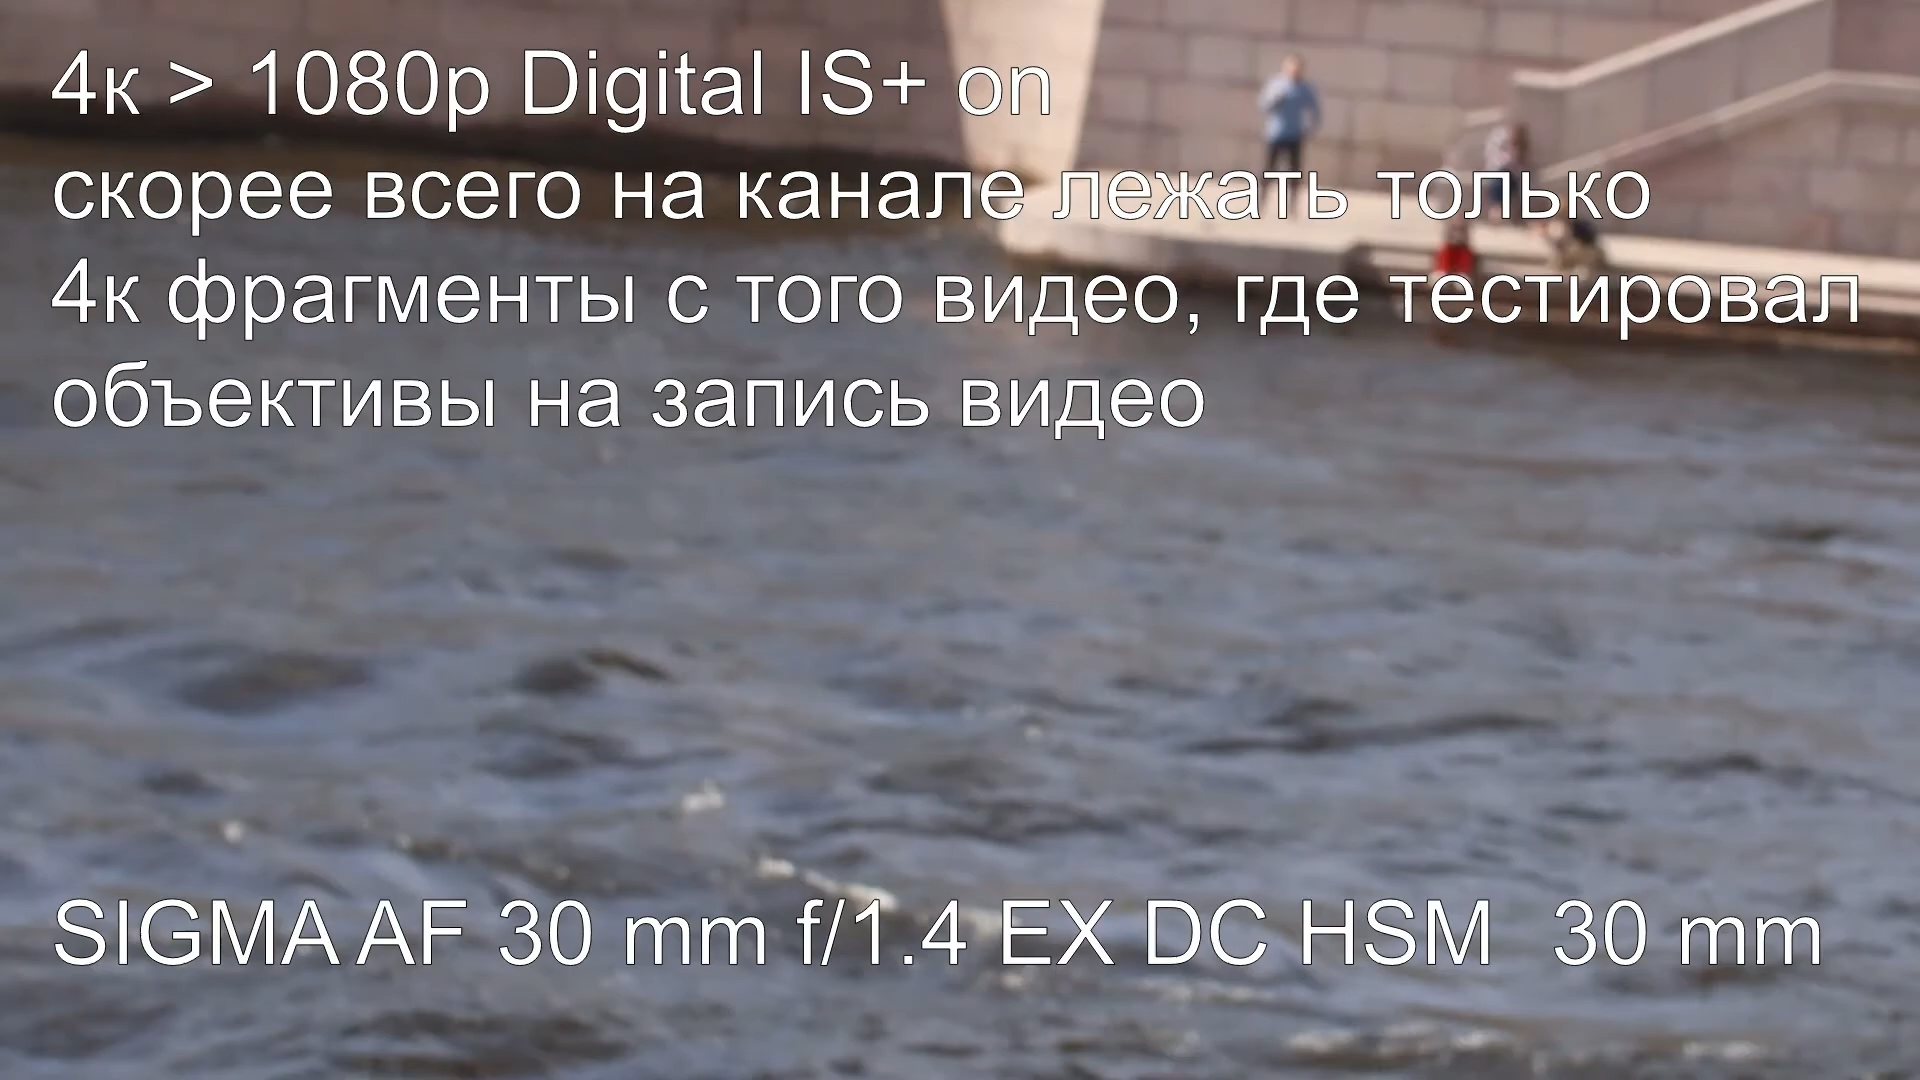 4к > 1080p Digital IS+ on
скорее всего на канале лежать только
4к фрагменты с того видео, где тестировал
объективы на запись видео
SIGMA AF 30 mm f/1.4 EX DC HSM 30 mm